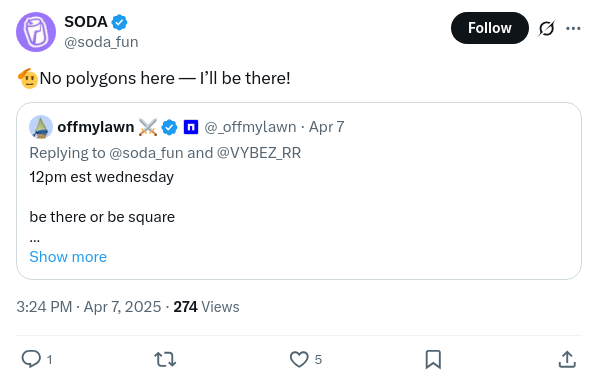 SODA
@soda_fun
Follow
🫡No polygons here — I’ll be there!
offmylawn ⚔️ @_offmylawn · Apr 7
Replying to @soda_fun and @VYBEZ_RR
12pm est wednesday
be there or be square
...
Show more
3:24 PM · Apr 7, 2025 · 274 Views
1
5